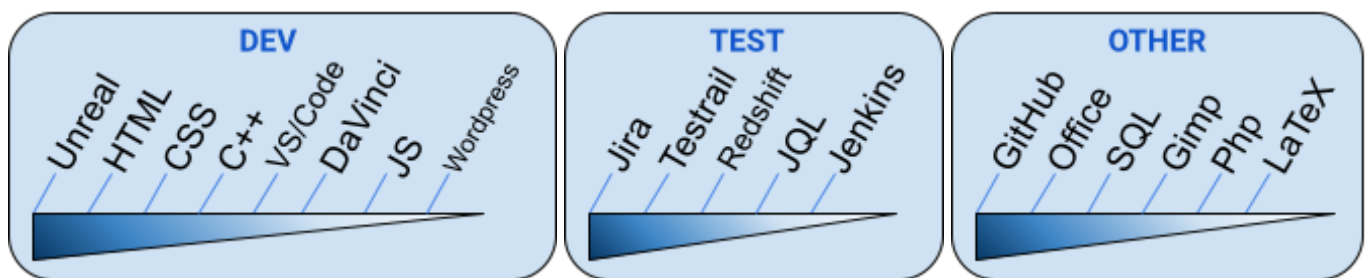 DEV
Unreal
HTML
CSS
C++
VS/Code
DaVinci
JS
Wordpress
TEST
Jira
Testrail
Redshift
JQL
Jenkins
OTHER
GitHub
Office
SQL
Gimp
Php
LaTeX